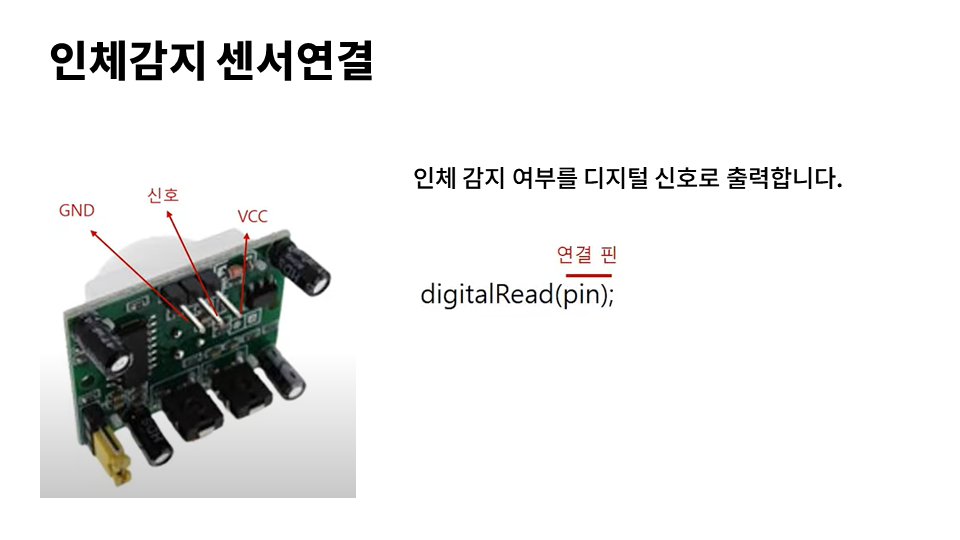 인체감지 센서연결
인체 감지 여부를 디지털 신호로 출력합니다.
GND
신호
VCC
연결 핀
digitalRead(pin);